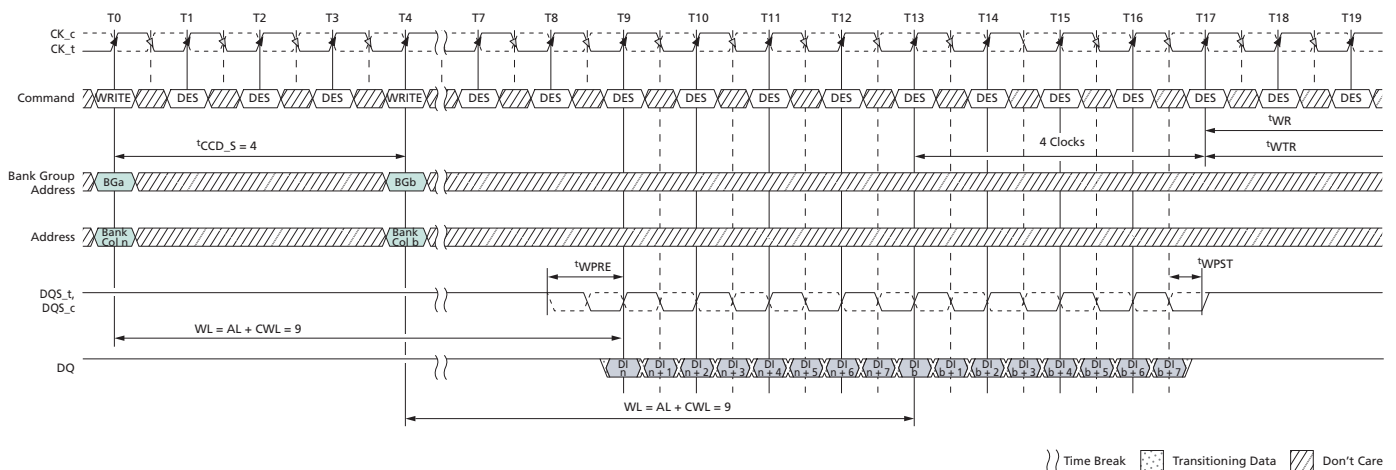 T0 T1 T2 T3 T4 T7 T8 T9 T10 T11 T12 T13 T14 T15 T16 T17 T18 T19
CK_c
CK_t
Command WRITE DES DES DES WRITE DES DES DES DES DES DES DES DES DES DES DES DES DES
tWR
tCCD_S = 4 4 Clocks tWTR
Bank Group
Address
BGa BGb
Address
Bank
Col n
Bank
Col b
tWPRE tWPST
DQS_t,
DQS_c
WL = AL + CWL = 9
DQ
DI
n
DI
n + 1
DI
n + 2
DI
n + 3
DI
n + 4
DI
n + 5
DI
n + 6
DI
n + 7
DI
b
DI
b + 1
DI
b + 2
DI
b + 3
DI
b + 4
DI
b + 5
DI
b + 6
DI
b + 7
WL = AL + CWL = 9
Time Break Transitioning Data Don't Care